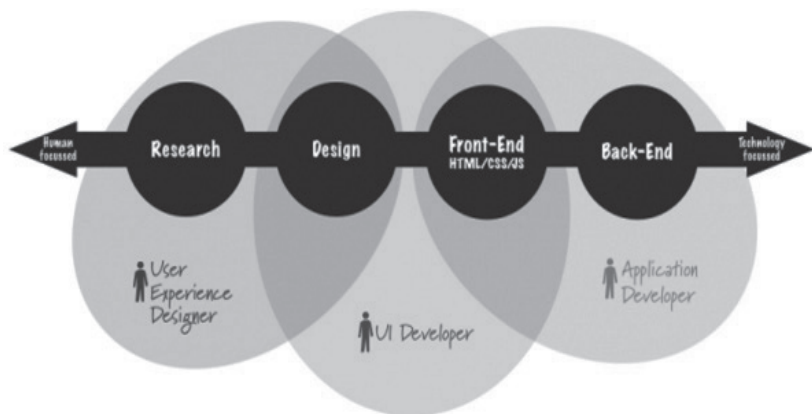 Human
focussed
Research
Design
Front-End
HTML/CSS/JS
Back-End
Technology
focussed
User
Experience
Designer
UI Developer
Application
Developer